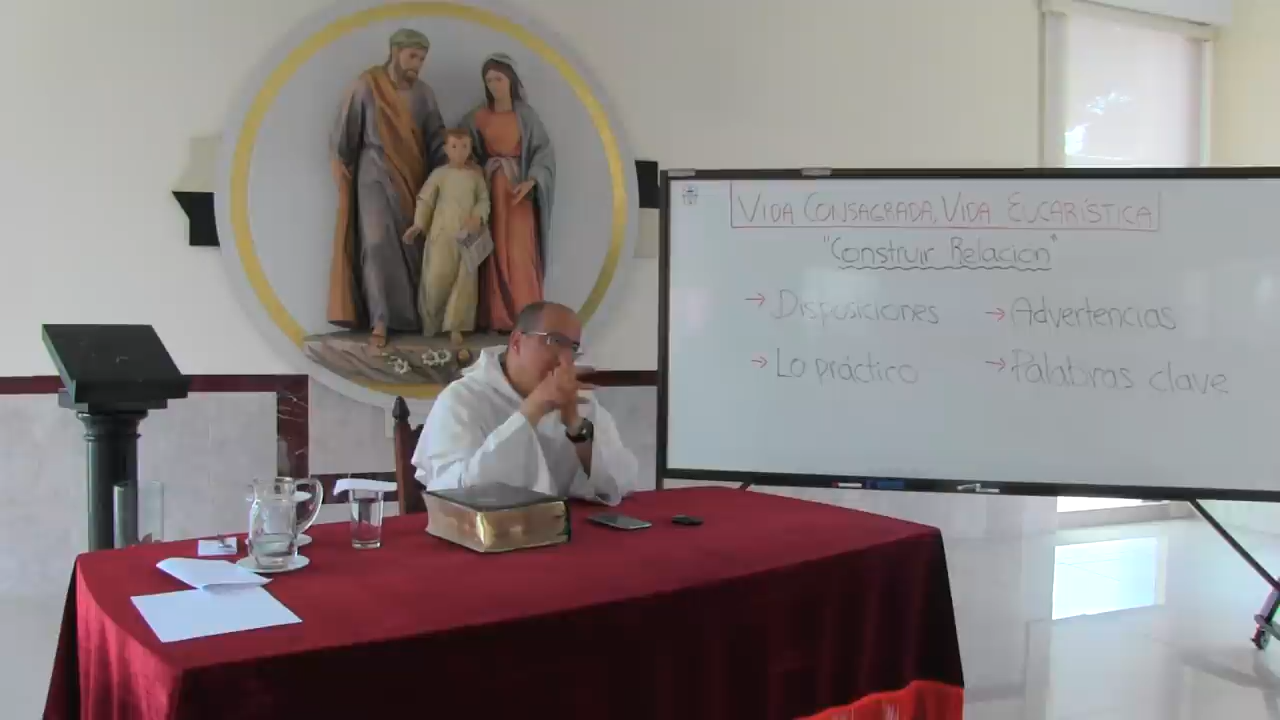 VIDA CONSAGRADA, VIDA EUCARÍSTICA
"Construir Relación"
→ Disposiciones → Advertencias
→ Lo práctico → Palabras clave